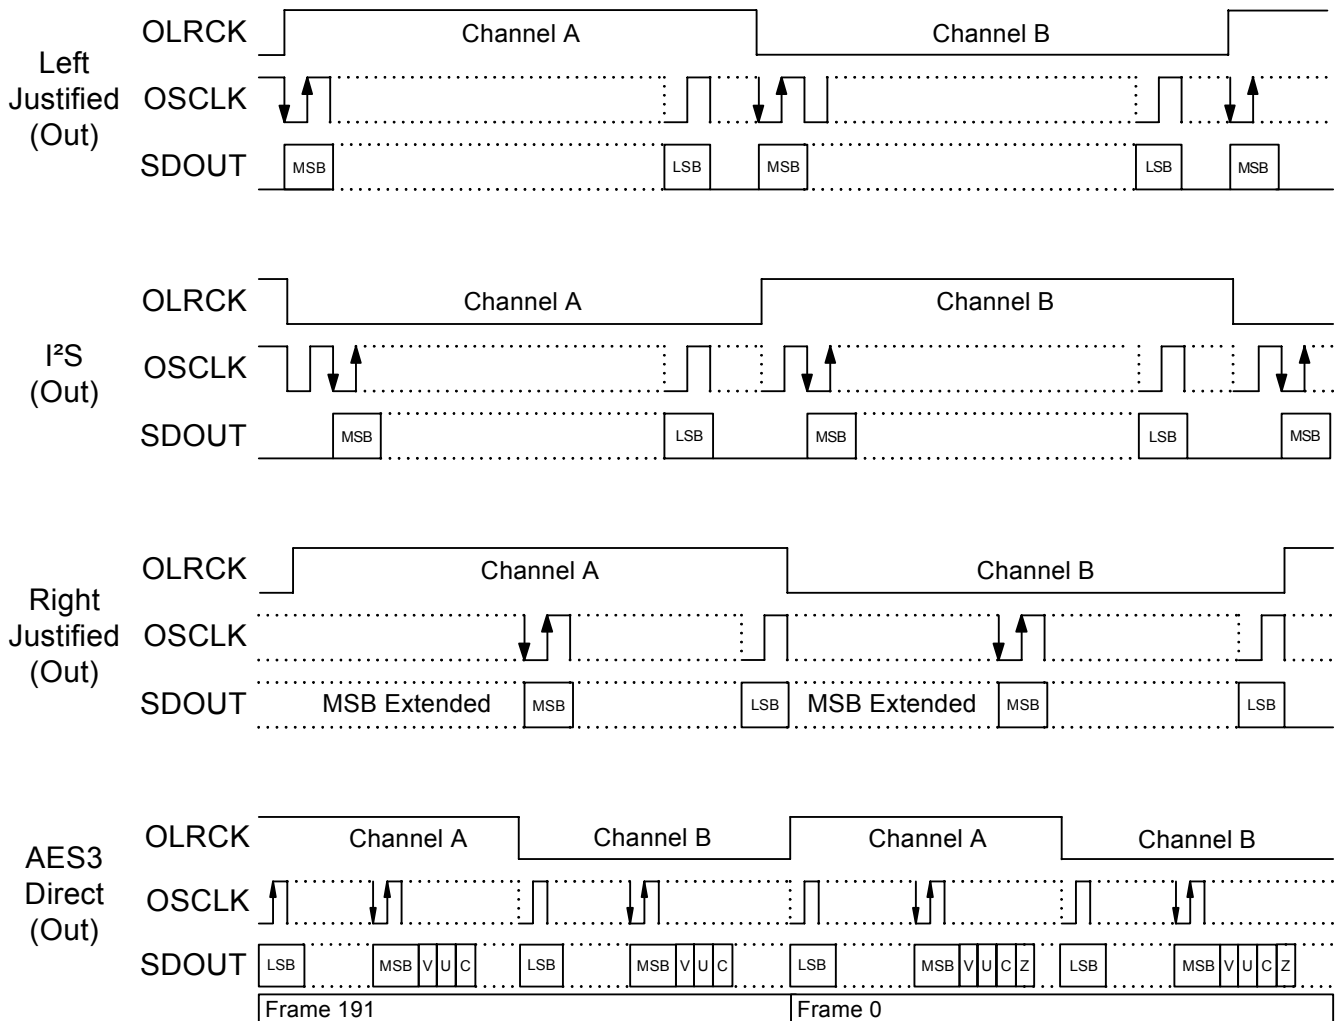 Left
Justified
(Out)
OLRCK
Channel A
Channel B
OSCLK
SDOUT
MSB
LSB
MSB
LSB
MSB
I²S
(Out)
OLRCK
Channel A
Channel B
OSCLK
SDOUT
MSB
LSB
MSB
LSB
MSB
Right
Justified
(Out)
OLRCK
Channel A
Channel B
OSCLK
SDOUT
MSB Extended
MSB
LSB
MSB Extended
MSB
LSB
AES3
Direct
(Out)
OLRCK
Channel A
Channel B
Channel A
Channel B
OSCLK
SDOUT
LSB
MSB V U C
LSB
MSB V U C
LSB
MSB V U C Z
LSB
MSB V U C Z
Frame 191
Frame 0